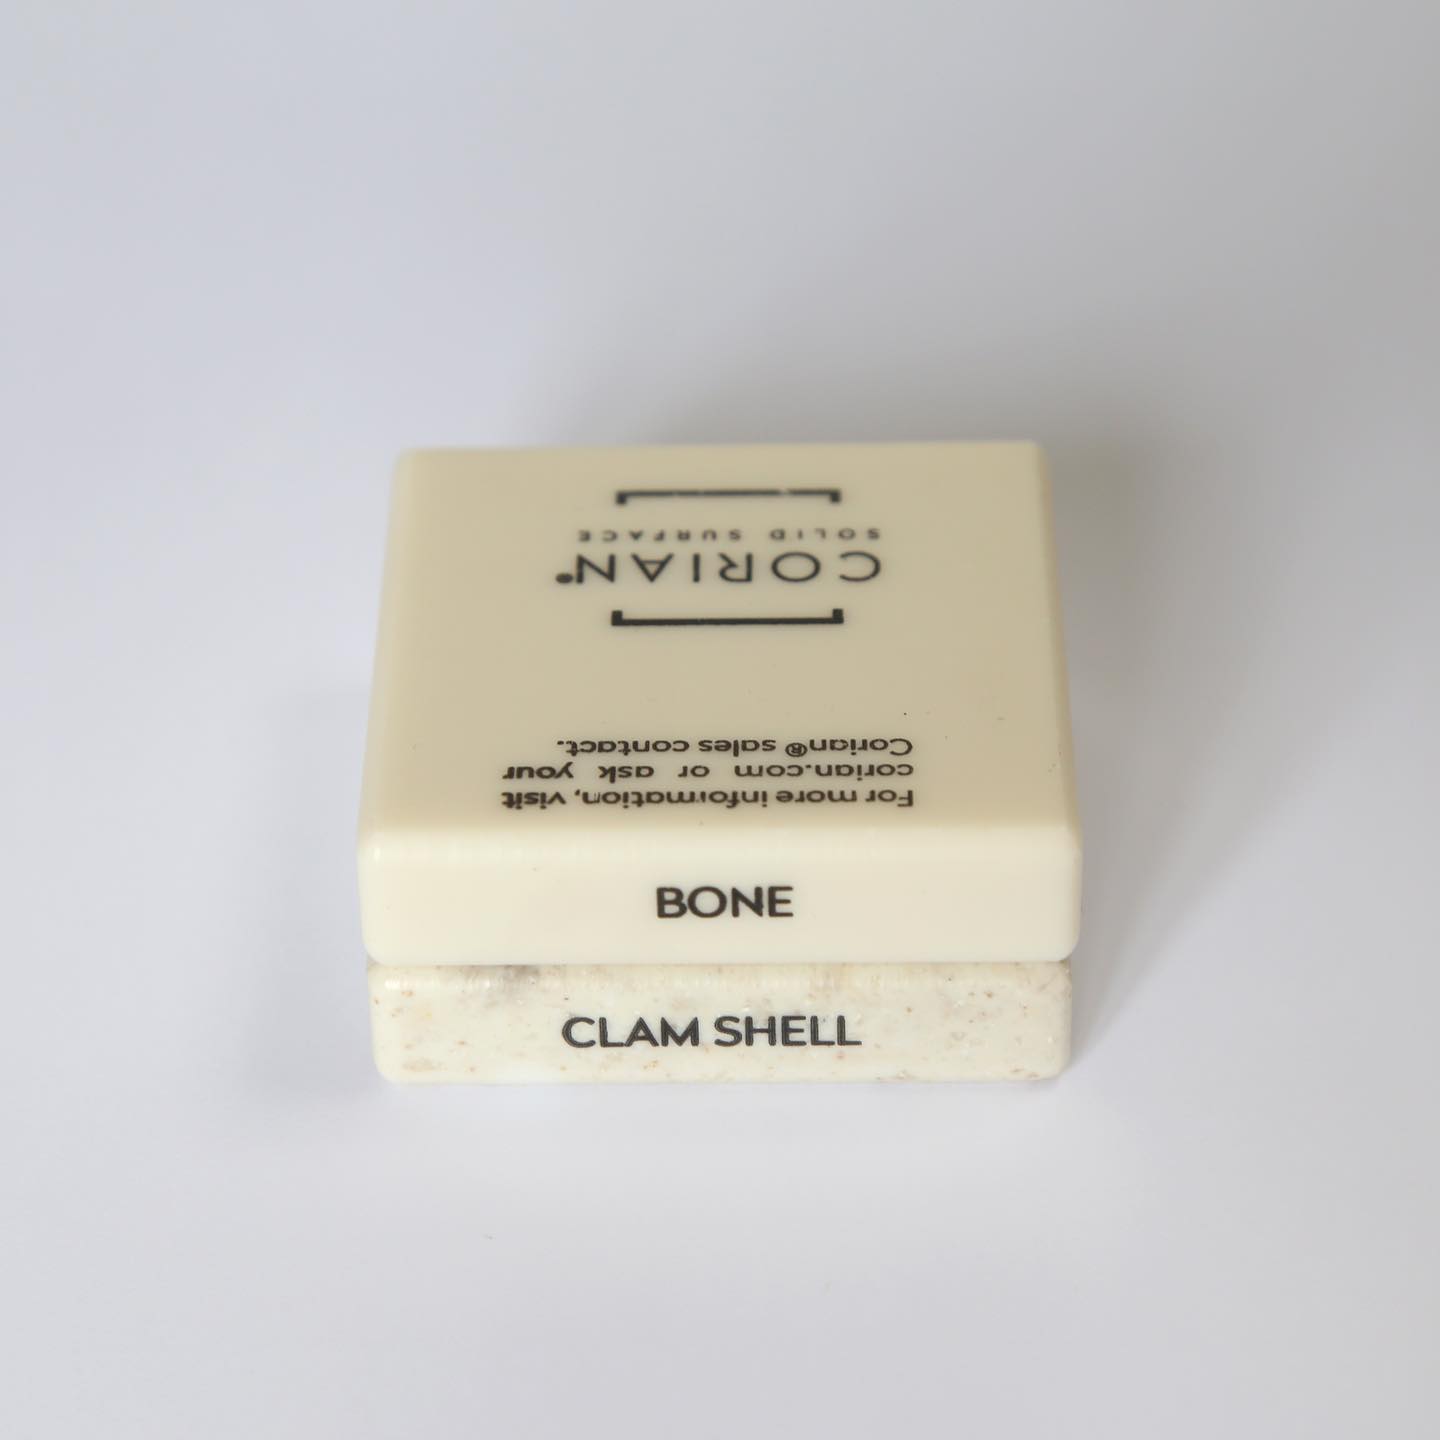 CORIAN®
SOLID SURFACE
For more information, visit
corian.com or ask your
Corian® sales contact.
BONE
CLAM SHELL